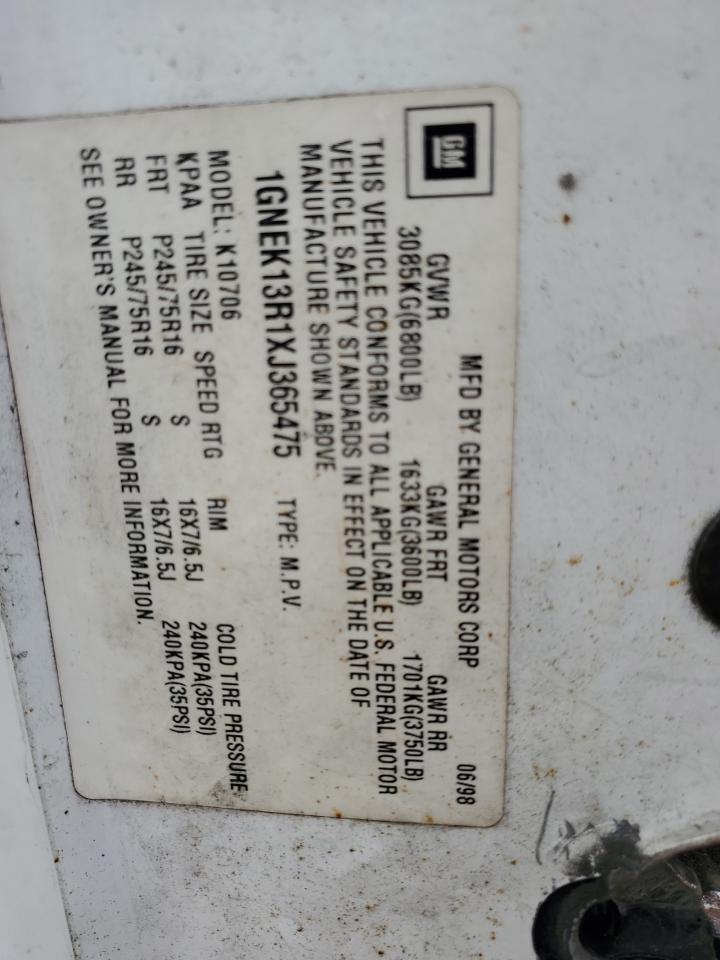 GM
MFD BY GENERAL MOTORS CORP 06/98
GVWR GAWR FRT GAWR RR
3085KG(6800LB) 1633KG(3600LB) 1701KG(3750LB)
THIS VEHICLE CONFORMS TO ALL APPLICABLE U.S. FEDERAL MOTOR
VEHICLE SAFETY STANDARDS IN EFFECT ON THE DATE OF
MANUFACTURE SHOWN ABOVE.
1GNEK13R1XJ365475 TYPE: M.P.V.
MODEL: K10706
KPAA TIRE SIZE SPEED RTG RIM COLD TIRE PRESSURE
FRT P245/75R16 S 16X7/6.5J 240KPA(35PSI)
RR P245/75R16 S 16X7/6.5J 240KPA(35PSI)
SEE OWNER'S MANUAL FOR MORE INFORMATION.